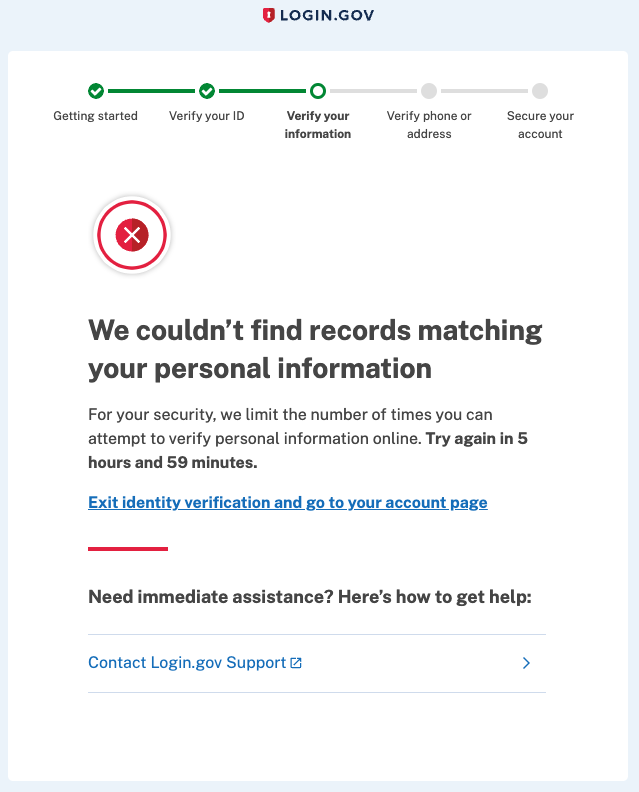 LOGIN.GOV
Getting started
Verify your ID
Verify your
information
Verify phone or
address
Secure your
account
We couldn’t find records matching
your personal information
For your security, we limit the number of times you can
attempt to verify personal information online. Try again in 5
hours and 59 minutes.
Exit identity verification and go to your account page
Need immediate assistance? Here’s how to get help:
Contact Login.gov Support